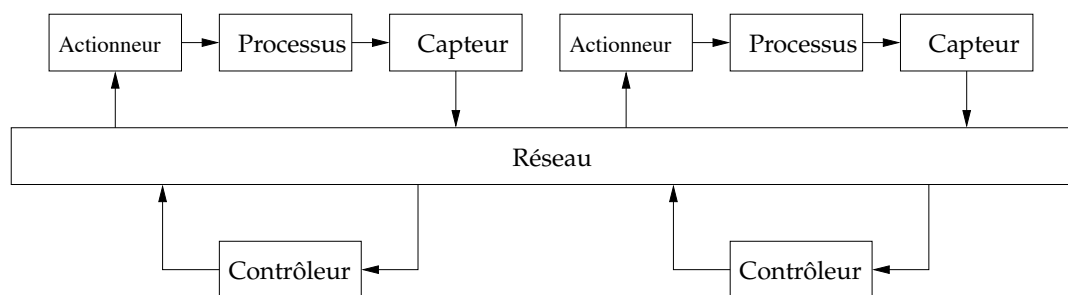 Actionneur
Processus
Capteur
Actionneur
Processus
Capteur
Réseau
Contrôleur
Contrôleur